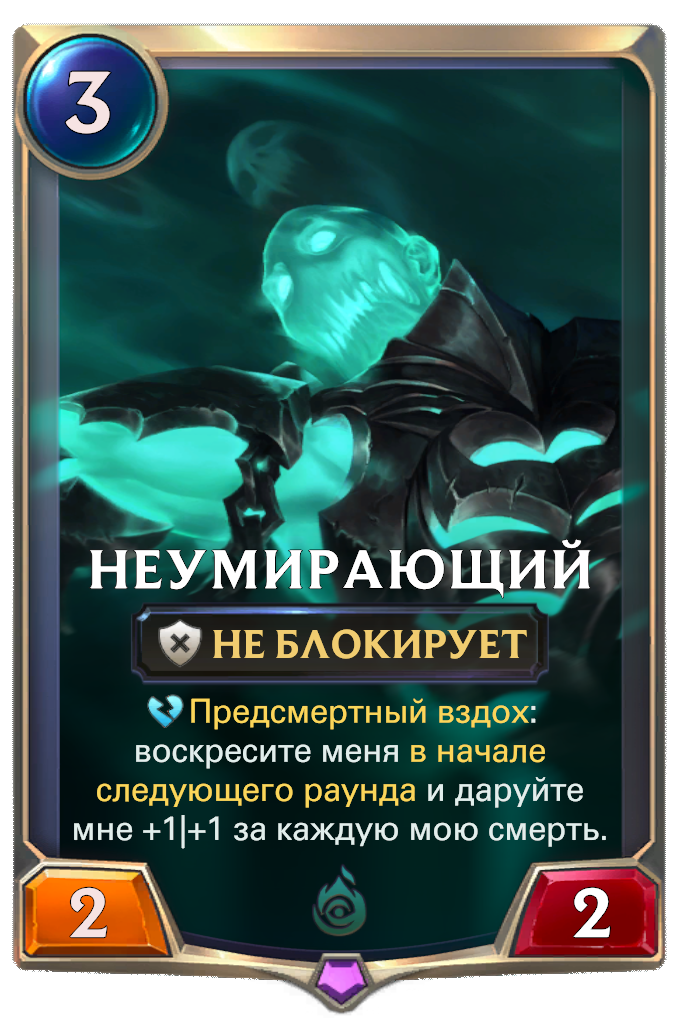 3
НЕУМИРАЮЩИЙ
НЕ БЛОКИРУЕТ
Предсмертный вздох:
воскресите меня в начале
следующего раунда и даруйте
мне +1|+1 за каждую мою смерть.
2
2